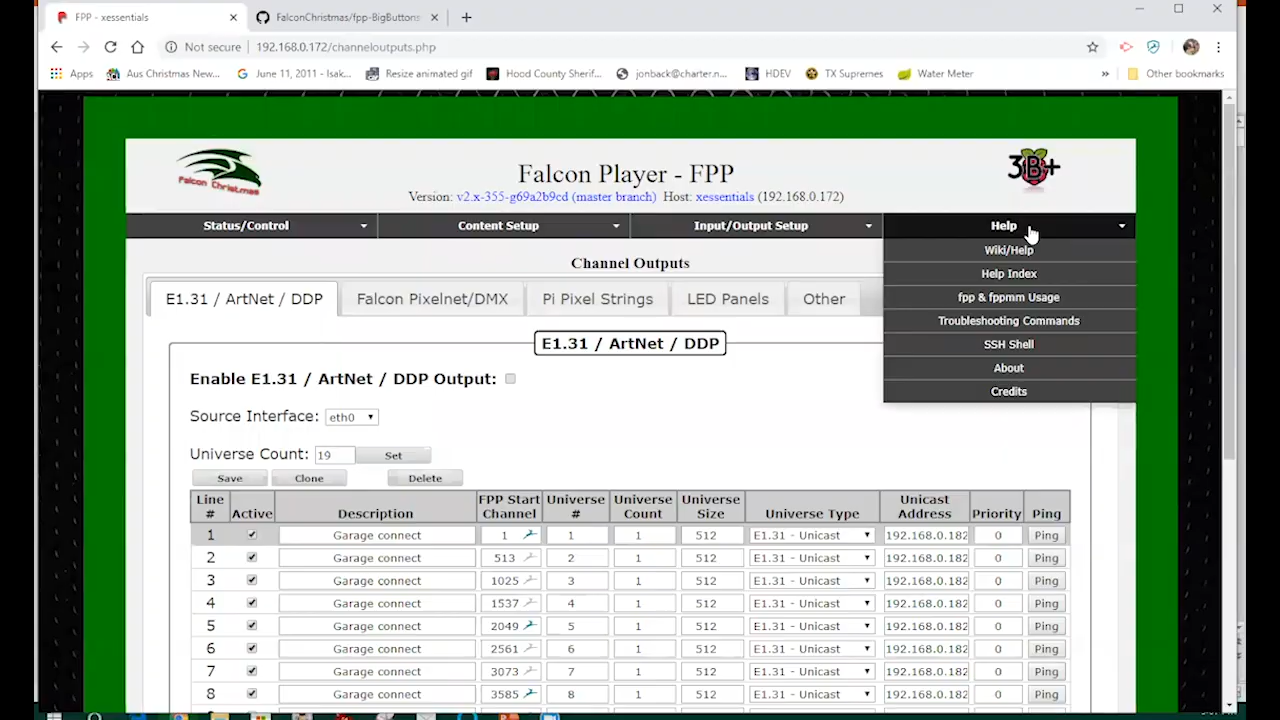 FPP - xessentials
FalconChristmas/fpp-BigButtons
Not secure 192.168.0.172/channeloutputs.php
Apps Aus Christmas New... June 11, 2011 - Isak... Resize animated gif Hood County Sherif... jonback@charter.n... HDEV TX Supremes Water Meter » Other bookmarks
Falcon Christmas
Falcon Player - FPP
3B+
Version: v2.x-355-g69a2b9cd (master branch) Host: xessentials (192.168.0.172)
Status/Control Content Setup Input/Output Setup Help
Wiki/Help
Help Index
fpp & fppmm Usage
Troubleshooting Commands
SSH Shell
About
Credits
Channel Outputs
E1.31 / ArtNet / DDP Falcon Pixelnet/DMX Pi Pixel Strings LED Panels Other
E1.31 / ArtNet / DDP
Enable E1.31 / ArtNet / DDP Output:
Source Interface: eth0
Universe Count: 19 Set
Save Clone Delete
Line # Active Description FPP Start Channel Universe # Universe Count Universe Size Universe Type Unicast Address Priority Ping
1 Garage connect 1 1 1 512 E1.31 - Unicast 192.168.0.182 0 Ping
2 Garage connect 513 2 1 512 E1.31 - Unicast 192.168.0.182 0 Ping
3 Garage connect 1025 3 1 512 E1.31 - Unicast 192.168.0.182 0 Ping
4 Garage connect 1537 4 1 512 E1.31 - Unicast 192.168.0.182 0 Ping
5 Garage connect 2049 5 1 512 E1.31 - Unicast 192.168.0.182 0 Ping
6 Garage connect 2561 6 1 512 E1.31 - Unicast 192.168.0.182 0 Ping
7 Garage connect 3073 7 1 512 E1.31 - Unicast 192.168.0.182 0 Ping
8 Garage connect 3585 8 1 512 E1.31 - Unicast 192.168.0.182 0 Ping